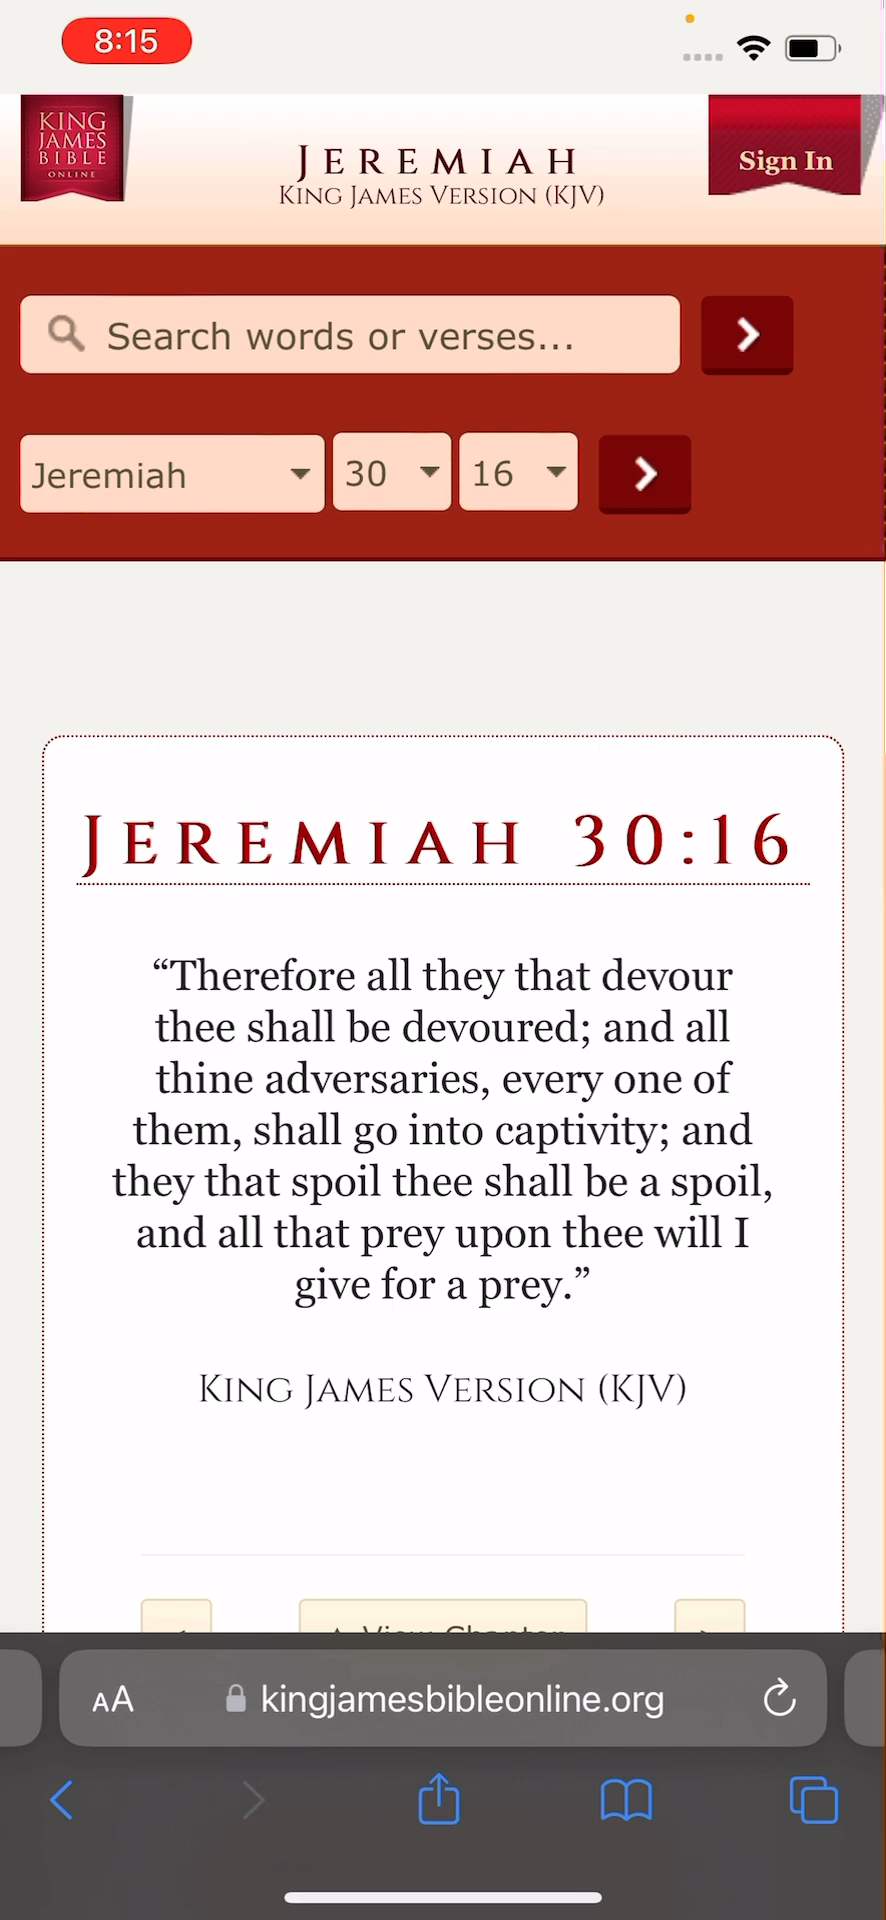 8:15
KING
JAMES
BIBLE
ONLINE
JEREMIAH
KING JAMES VERSION (KJV)
Sign In
Search words or verses...
Jeremiah
30
16
JEREMIAH 30:16
“Therefore all they that devour
thee shall be devoured; and all
thine adversaries, every one of
them, shall go into captivity; and
they that spoil thee shall be a spoil,
and all that prey upon thee will I
give for a prey.”
KING JAMES VERSION (KJV)
View Chapter
AA
kingjamesbibleonline.org